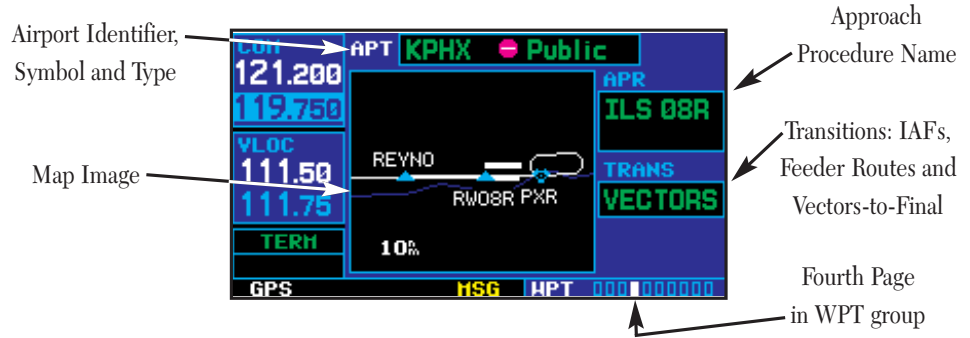 Airport Identifier,
Symbol and Type
Approach
Procedure Name
COM
121.200
119.750
APT KPHX Public
APR
ILS 08R
VLOC
111.50
111.75
Map Image
REVNO
RW08R PXR
TRANS
VECTORS
Transitions: IAFs,
Feeder Routes and
Vectors-to-Final
TERM
10nm
GPS
MSG
WPT
Fourth Page
in WPT group